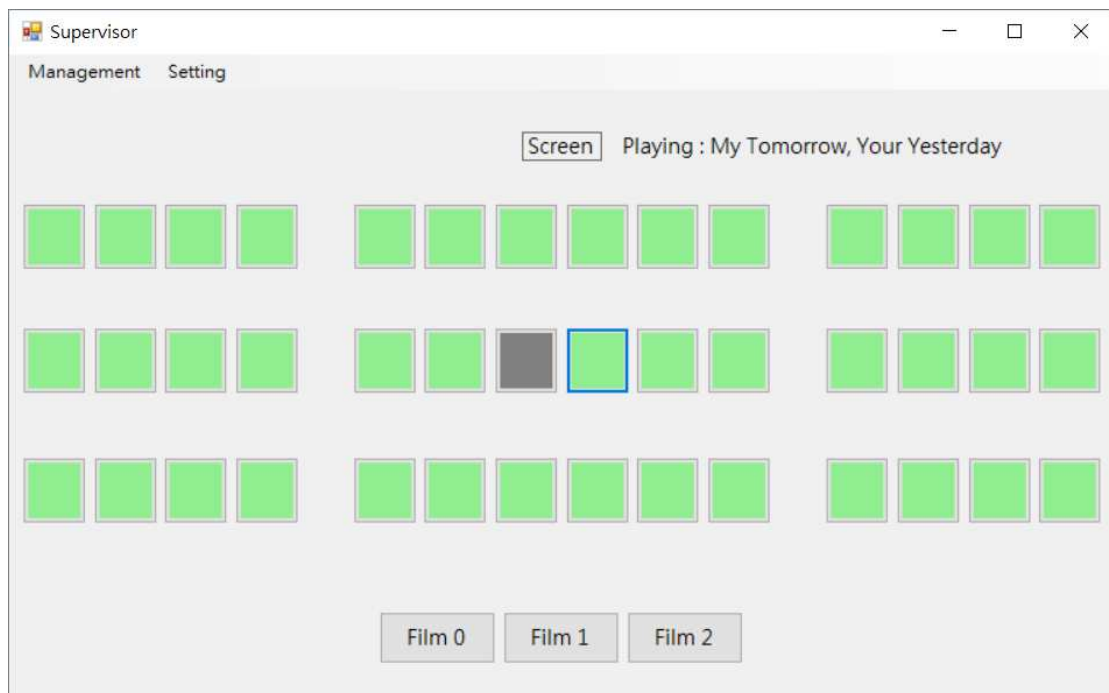 Supervisor
Management Setting
Screen Playing : My Tomorrow, Your Yesterday
Film 0 Film 1 Film 2